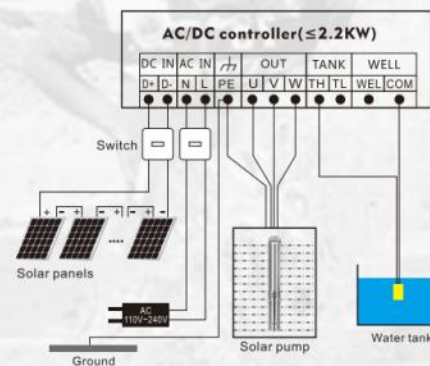 AC/DC controller(≤2.2KW)
DC IN AC IN OUT TANK WELL
D+ D- N L PE U V W TH TL WEL COM
Switch
+ - + - + - + -
Solar panels
AC
110V~240V
Ground
Solar pump
Water tank